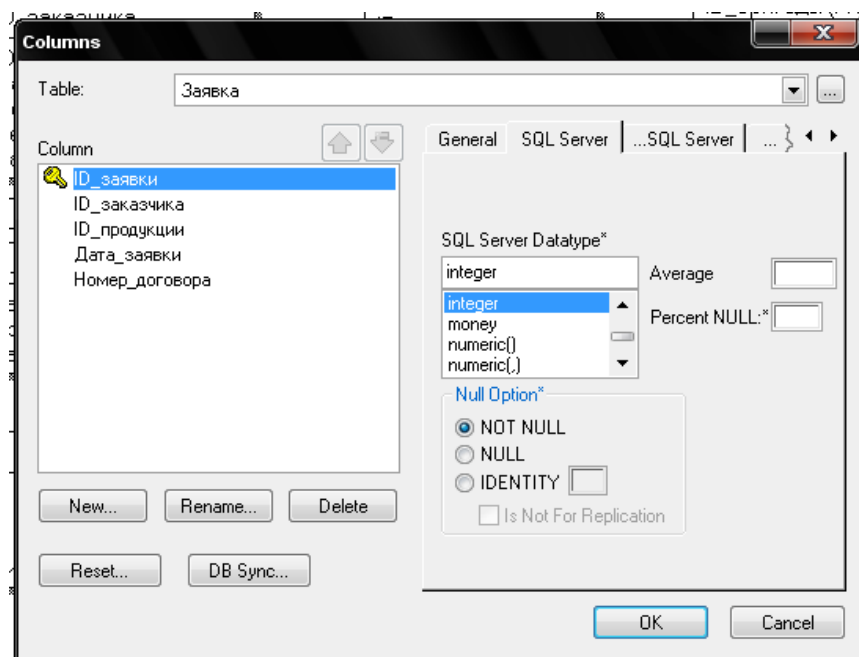 заказчика
Columns
Table:
Заявка
...
Column
ID_заявки
ID_заказчика
ID_продукции
Дата_заявки
Номер_договора
New...
Rename...
Delete
Reset...
DB Sync...
General
SQL Server
...SQL Server
...
SQL Server Datatype*
integer
Average
integer
money
numeric()
numeric(,)
Percent NULL:*
Null Option*
NOT NULL
NULL
IDENTITY
Is Not For Replication
OK
Cancel